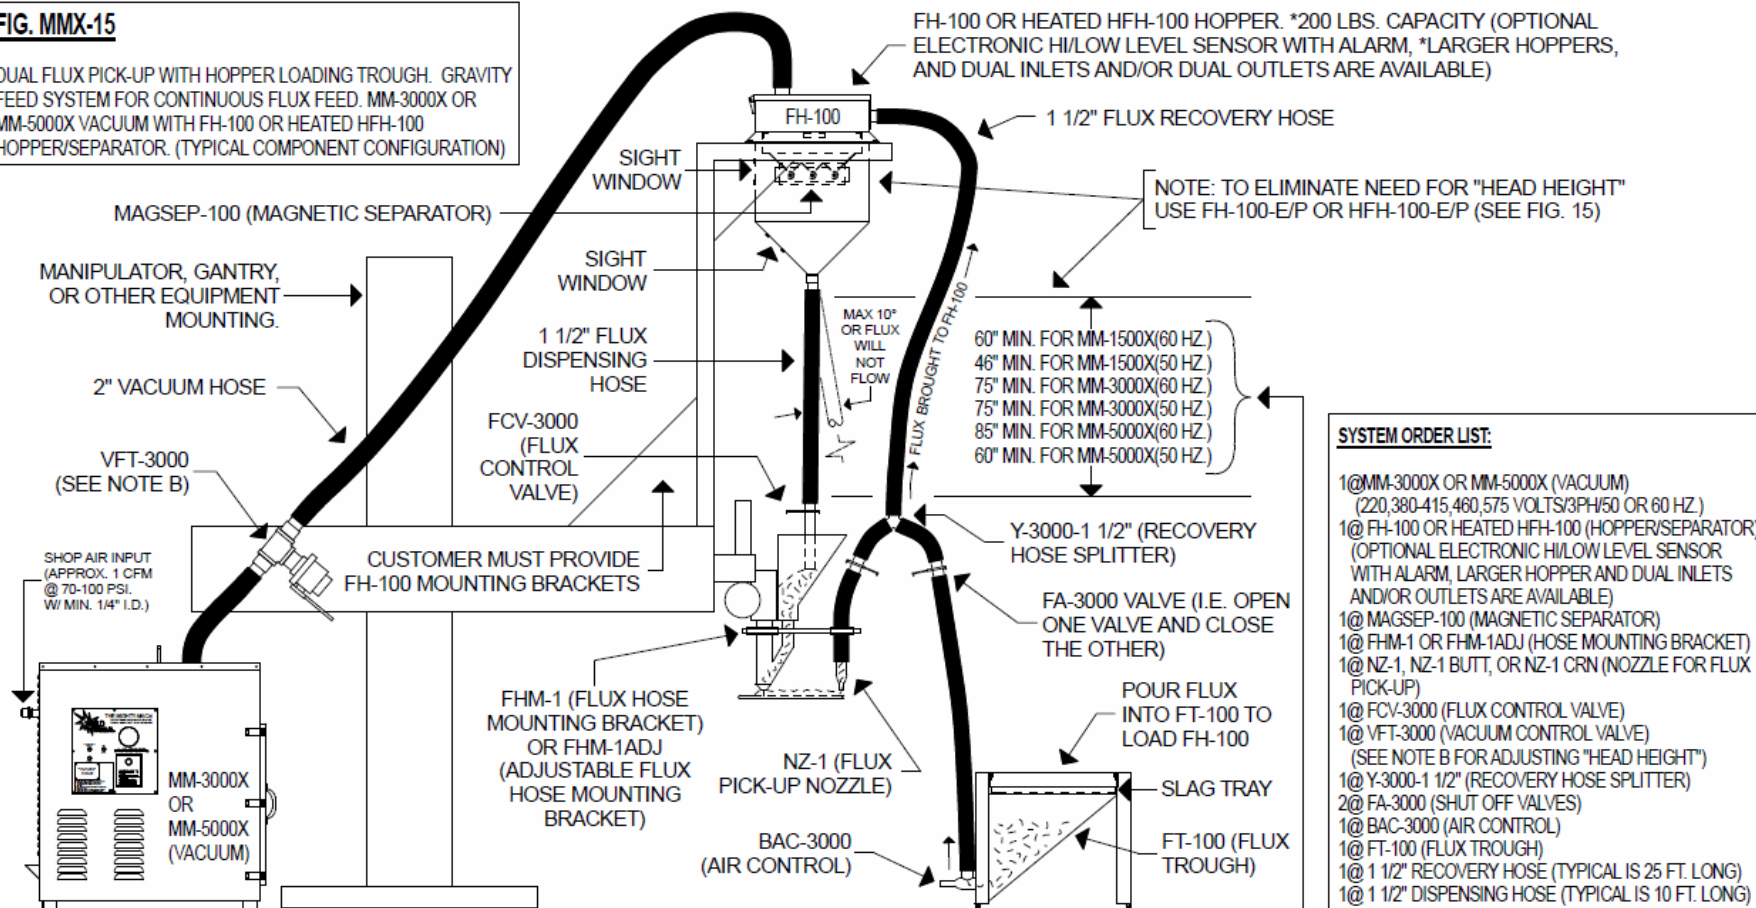 FIG. MMX-15
DUAL FLUX PICK-UP WITH HOPPER LOADING TROUGH. GRAVITY
FEED SYSTEM FOR CONTINUOUS FLUX FEED. MM-3000X OR
MM-5000X VACUUM WITH FH-100 OR HEATED HFH-100
HOPPER/SEPARATOR. (TYPICAL COMPONENT CONFIGURATION)
FH-100 OR HEATED HFH-100 HOPPER. *200 LBS. CAPACITY (OPTIONAL
ELECTRONIC HI/LOW LEVEL SENSOR WITH ALARM, *LARGER HOPPERS,
AND DUAL INLETS AND/OR DUAL OUTLETS ARE AVAILABLE)
FH-100
1 1/2" FLUX RECOVERY HOSE
SIGHT
WINDOW
NOTE: TO ELIMINATE NEED FOR "HEAD HEIGHT"
USE FH-100-E/P OR HFH-100-E/P (SEE FIG. 15)
MAGSEP-100 (MAGNETIC SEPARATOR)
SIGHT
WINDOW
MANIPULATOR, GANTRY,
OR OTHER EQUIPMENT
MOUNTING.
MAX 10°
OR FLUX
WILL
NOT
FLOW
FLUX BROUGHT TO FH-100
1 1/2" FLUX
DISPENSING
HOSE
60" MIN. FOR MM-1500X(60 HZ.)
46" MIN. FOR MM-1500X(50 HZ.)
75" MIN. FOR MM-3000X(60 HZ.)
75" MIN. FOR MM-3000X(50 HZ.)
85" MIN. FOR MM-5000X(60 HZ.)
60" MIN. FOR MM-5000X(50 HZ.)
2" VACUUM HOSE
FCV-3000
(FLUX
CONTROL
VALVE)
VFT-3000
(SEE NOTE B)
Y-3000-1 1/2" (RECOVERY
HOSE SPLITTER)
CUSTOMER MUST PROVIDE
FH-100 MOUNTING BRACKETS
SHOP AIR INPUT
(APPROX. 1 CFM
@ 70-100 PSI.
W/ MIN. 1/4" I.D.)
FA-3000 VALVE (I.E. OPEN
ONE VALVE AND CLOSE
THE OTHER)
FHM-1 (FLUX HOSE
MOUNTING BRACKET)
OR FHM-1ADJ
(ADJUSTABLE FLUX
HOSE MOUNTING
BRACKET)
POUR FLUX
INTO FT-100 TO
LOAD FH-100
NZ-1 (FLUX
PICK-UP NOZZLE)
SLAG TRAY
MM-3000X
OR
MM-5000X
(VACUUM)
BAC-3000
(AIR CONTROL)
FT-100 (FLUX
TROUGH)
SYSTEM ORDER LIST:
1@MM-3000X OR MM-5000X (VACUUM)
(220,380-415,460,575 VOLTS/3PH/50 OR 60 HZ.)
1@ FH-100 OR HEATED HFH-100 (HOPPER/SEPARATOR)
(OPTIONAL ELECTRONIC HI/LOW LEVEL SENSOR
WITH ALARM, LARGER HOPPER AND DUAL INLETS
AND/OR OUTLETS ARE AVAILABLE)
1@ MAGSEP-100 (MAGNETIC SEPARATOR)
1@ FHM-1 OR FHM-1ADJ (HOSE MOUNTING BRACKET)
1@ NZ-1, NZ-1 BUTT, OR NZ-1 CRN (NOZZLE FOR FLUX
PICK-UP)
1@ FCV-3000 (FLUX CONTROL VALVE)
1@ VFT-3000 (VACUUM CONTROL VALVE)
(SEE NOTE B FOR ADJUSTING "HEAD HEIGHT")
1@ Y-3000-1 1/2" (RECOVERY HOSE SPLITTER)
2@ FA-3000 (SHUT OFF VALVES)
1@ BAC-3000 (AIR CONTROL)
1@ FT-100 (FLUX TROUGH)
1@ 1 1/2" RECOVERY HOSE (TYPICAL IS 25 FT. LONG)
1@ 1 1/2" DISPENSING HOSE (TYPICAL IS 10 FT. LONG)